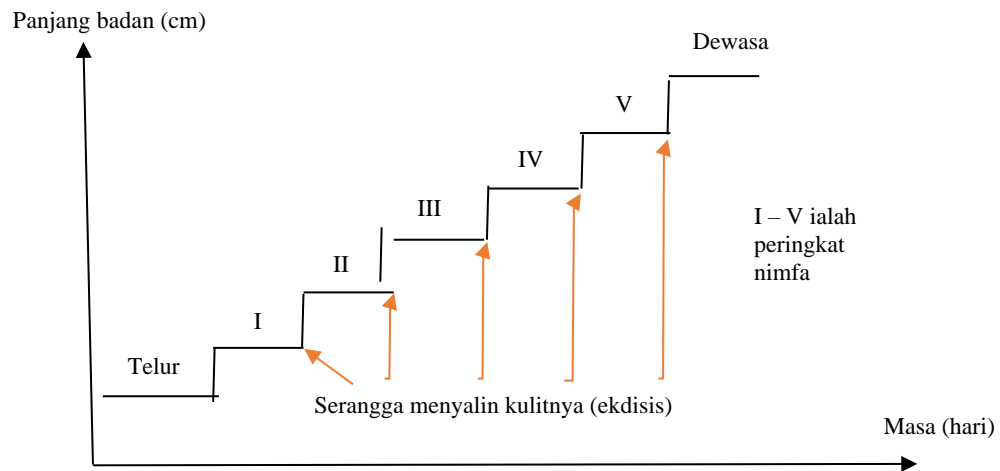 Panjang badan (cm)
Dewasa
V
IV
III
II
I
Telur
I – V ialah
peringkat
nimfa
Serangga menyalin kulitnya (ekdisis)
Masa (hari)